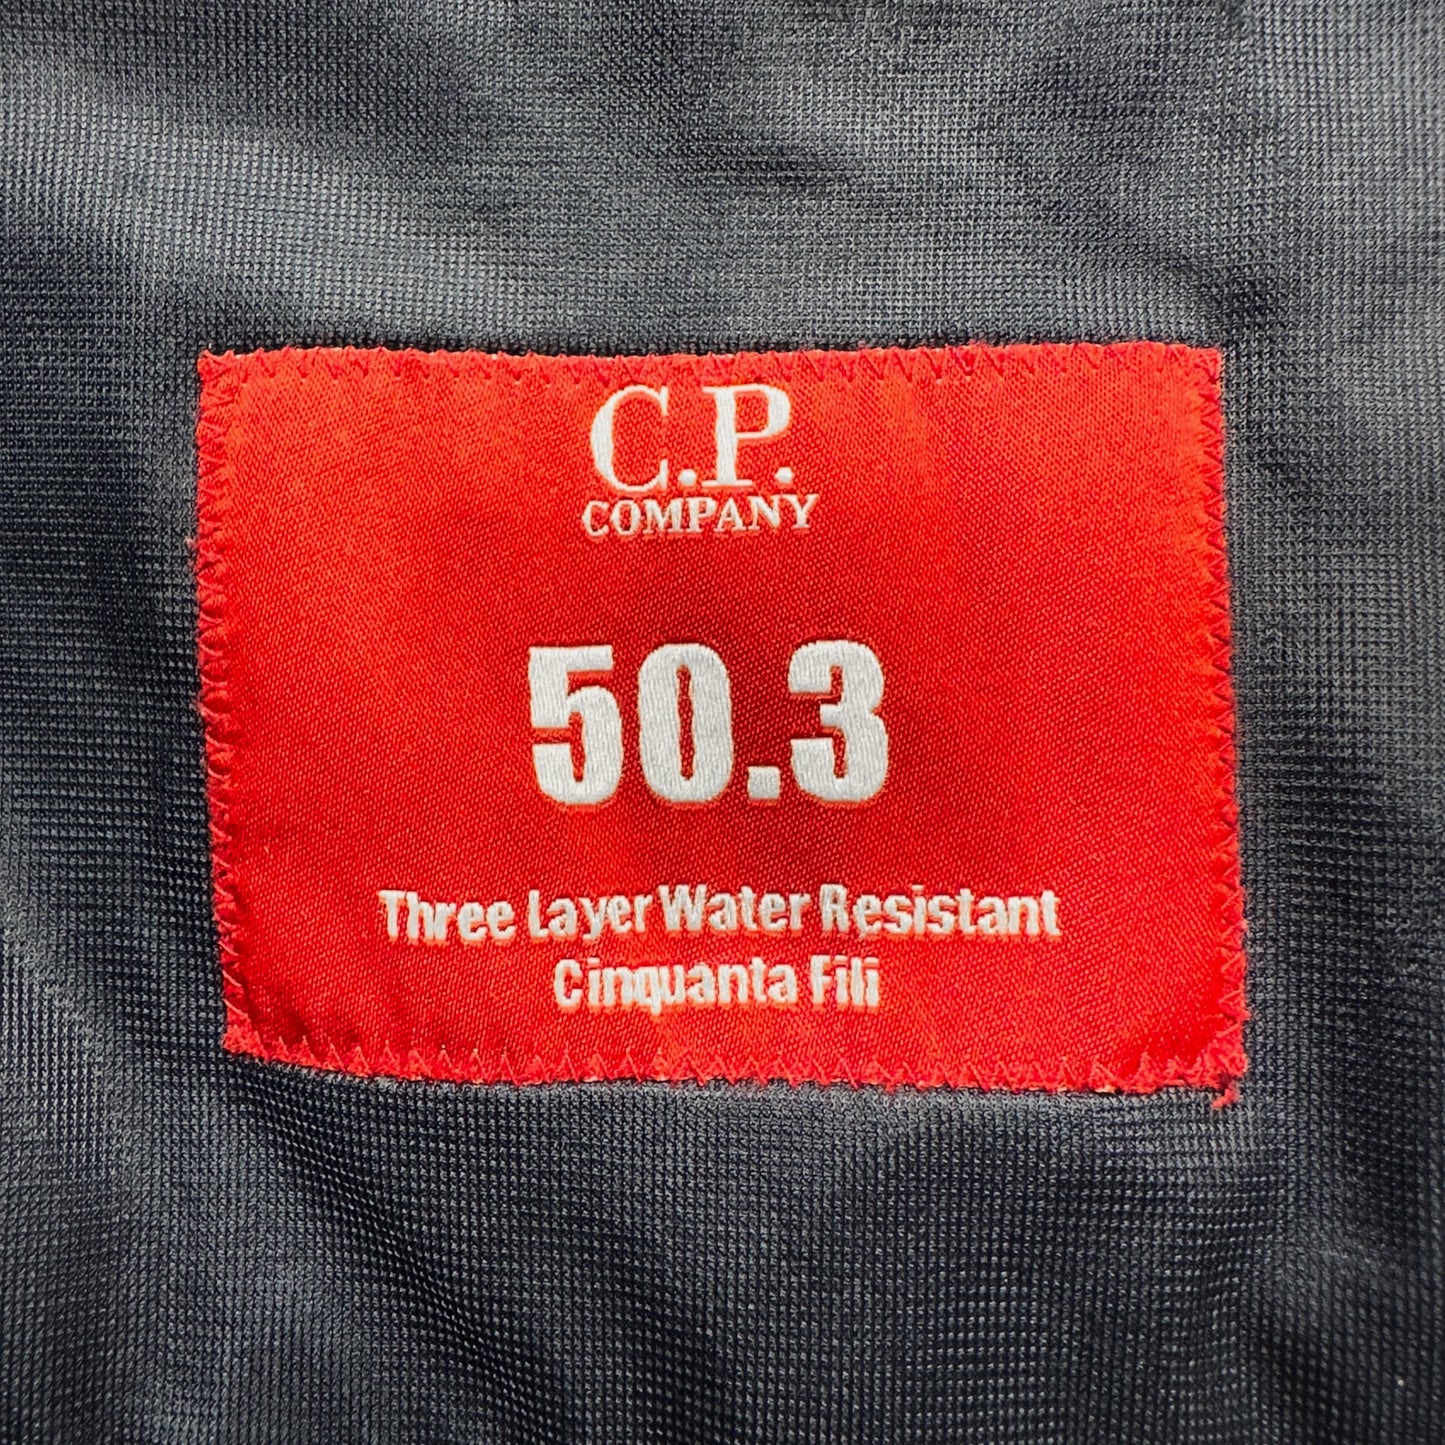 C.P.
COMPANY
50.3
Three Layer Water Resistant
Cinquanta Fili